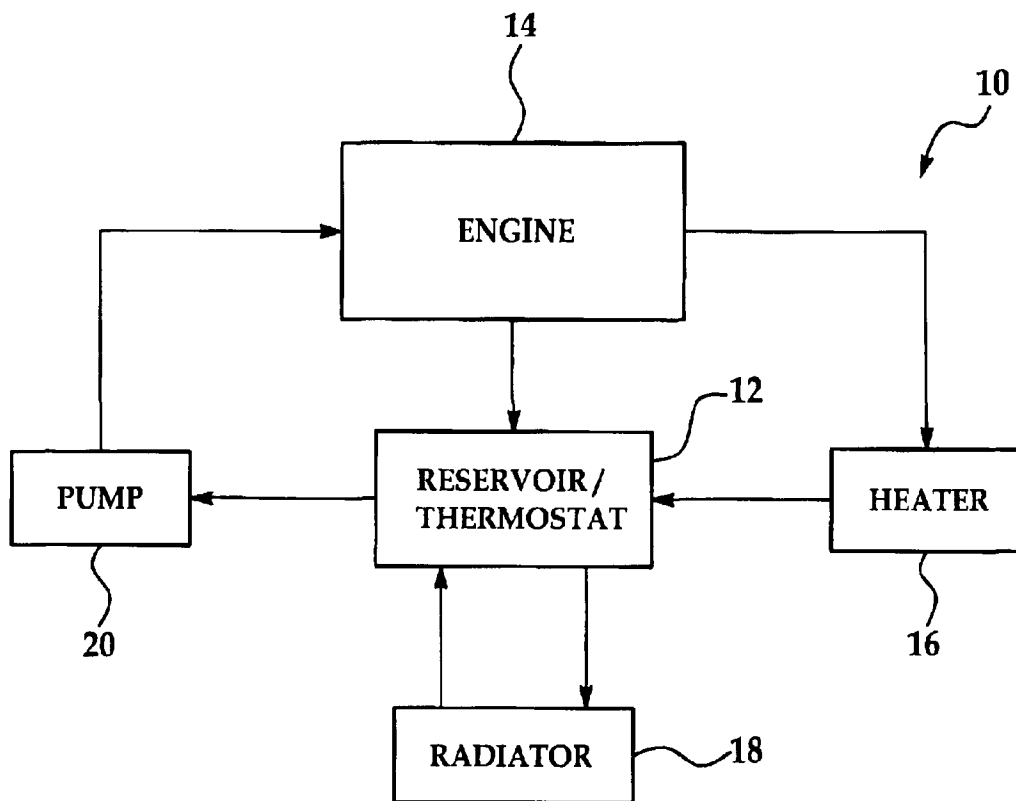 14
10
ENGINE
12
PUMP
RESERVOIR/
THERMOSTAT
HEATER
20
16
RADIATOR
18